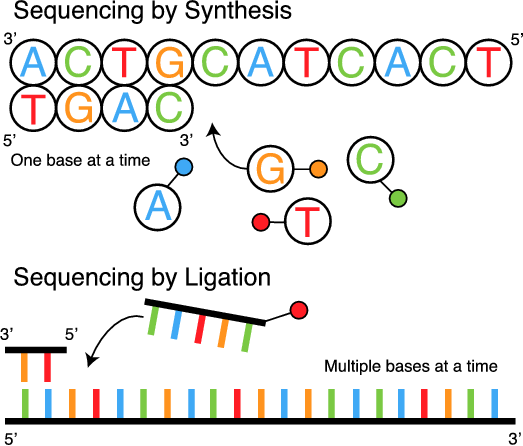 Sequencing by Synthesis
3’ 5’
A C T G C A T C A C T
T G A C
5’ 3’
One base at a time
G C
A T
Sequencing by Ligation
3’ 5’
Multiple bases at a time
5’ 3’